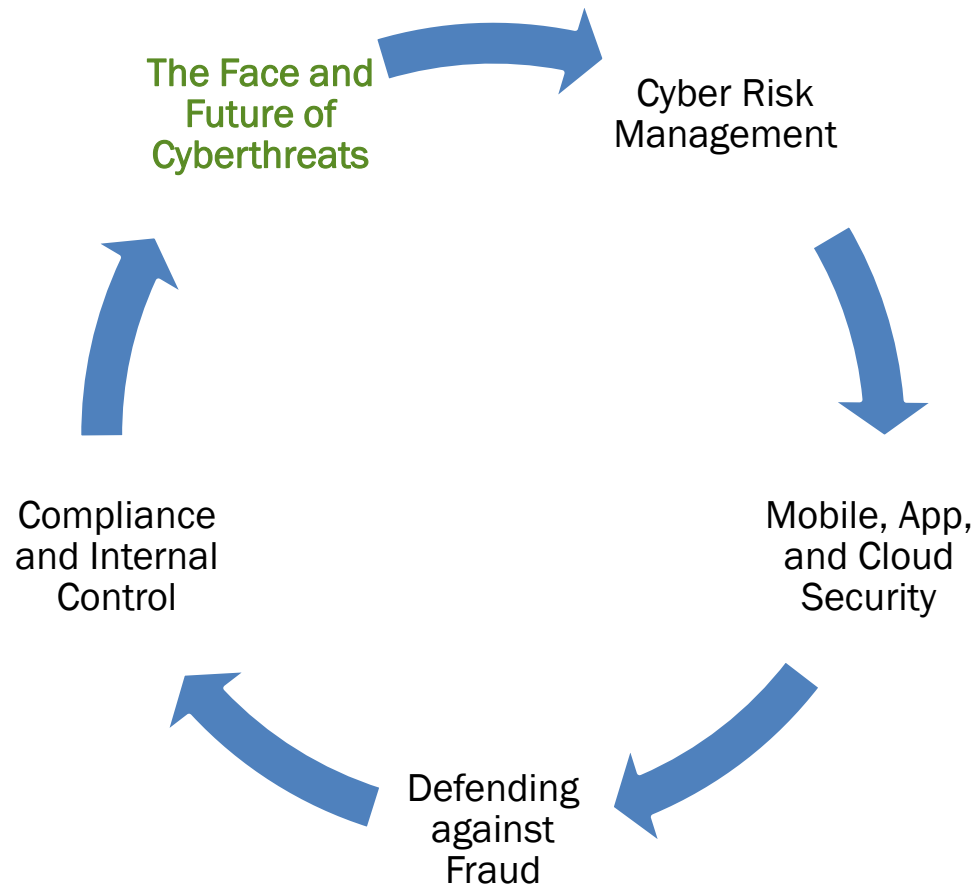 The Face and
Future of
Cyberthreats
Cyber Risk
Management
Mobile, App,
and Cloud
Security
Defending
against
Fraud
Compliance
and Internal
Control